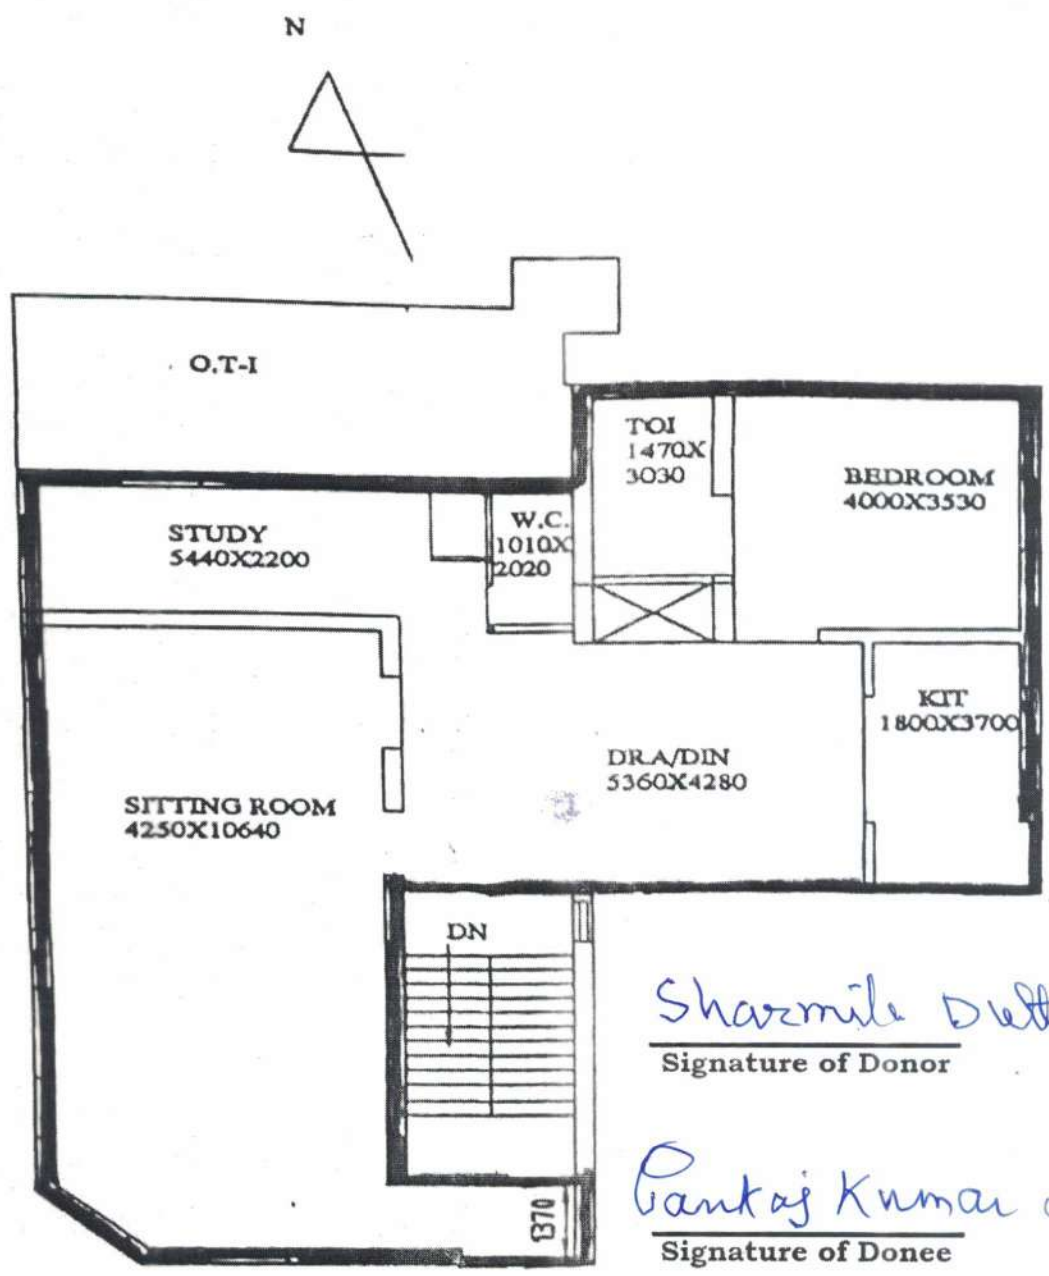 N
O.T-I
TOI
1470X
3030
BEDROOM
4000X3530
STUDY
5440X2200
W.C.
1010X
2020
KIT
1800X3700
DRA/DIN
5360X4280
SITTING ROOM
4250X10640
DN
Sharmila
Signature of Donor
Pankaj Kumar
Signature of Donee
1370